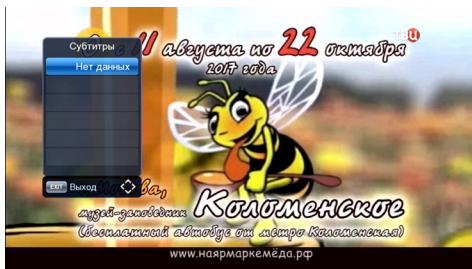 Субтитры
Нет данных
EXIT Выход
11 августа по 22 октября
2017 года
ТВЦ
музей-заповедник Коломенское
(бесплатный автобус от метро Коломенская)
www.наярмаркемёда.рф